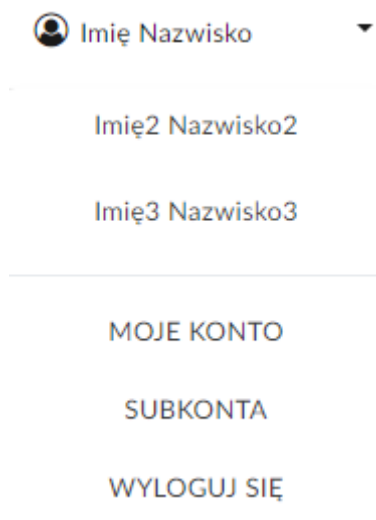 Imię Nazwisko
Imię2 Nazwisko2
Imię3 Nazwisko3
MOJE KONTO
SUBKONTA
WYLOGUJ SIĘ